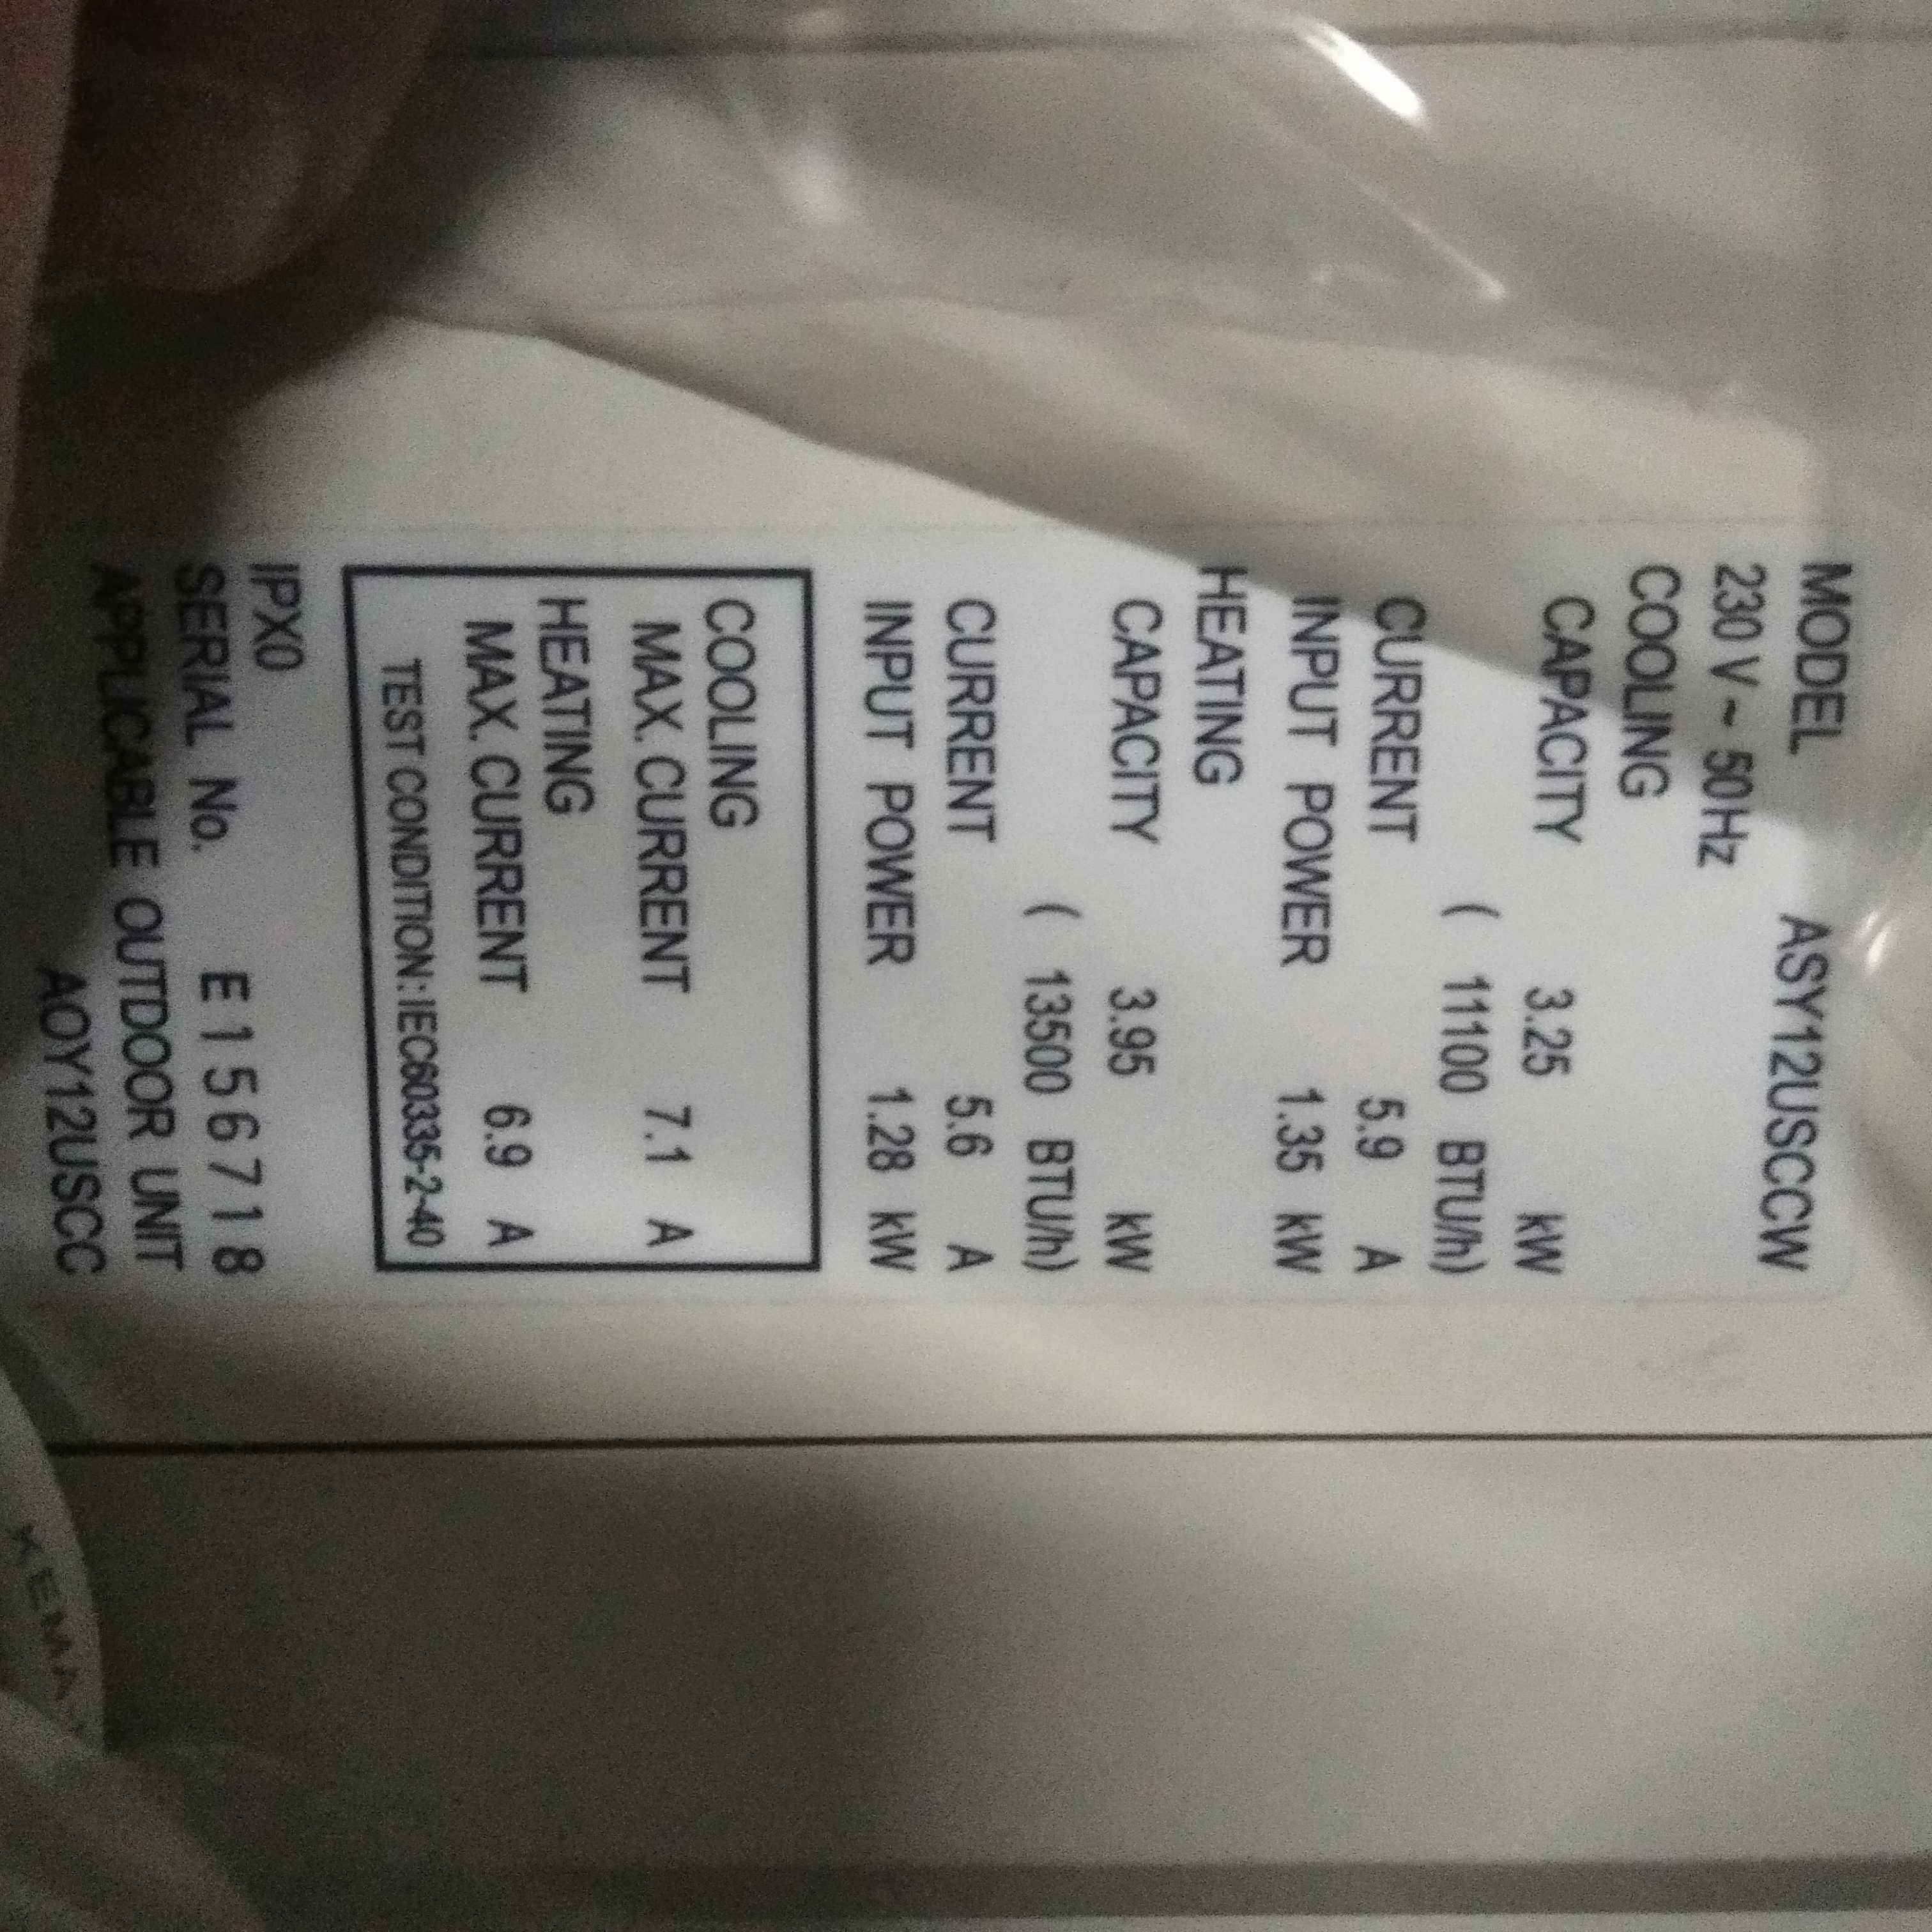 MODEL ASY12USCCW
230 V ~ 50Hz
COOLING
CAPACITY 3.25 kW
( 11100 BTU/h)
CURRENT 5.9 A
INPUT POWER 1.35 kW
HEATING
CAPACITY 3.95 kW
( 13500 BTU/h)
CURRENT 5.6 A
INPUT POWER 1.28 kW
COOLING
MAX. CURRENT 7.1 A
HEATING
MAX. CURRENT 6.9 A
TEST CONDITION: IEC60335-2-40
IPX0
SERIAL No. E156718
APPLICABLE OUTDOOR UNIT
AOY12USCC